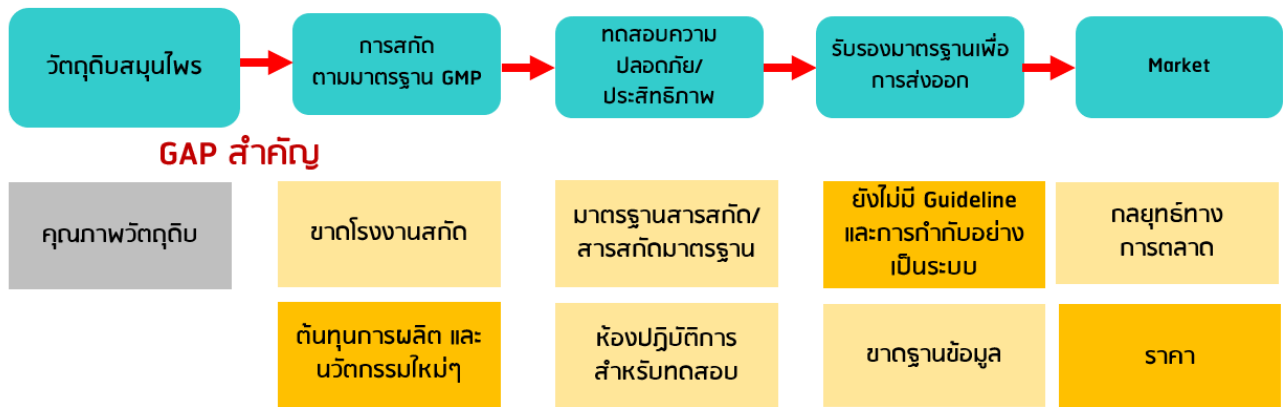 วัตถุดิบสมุนไพร
การสกัด
ตามมาตรฐาน GMP
ทดสอบความ
ปลอดภัย/
ประสิทธิภาพ
รับรองมาตรฐานเพื่อ
การส่งออก
Market
GAP สำคัญ
คุณภาพวัตถุดิบ
ขาดโรงงานสกัด
มาตรฐานสารสกัด/
สารสกัดมาตรฐาน
ยังไม่มี Guideline
และการกำกับอย่าง
เป็นระบบ
กลยุทธ์ทาง
การตลาด
ต้นทุนการผลิต และ
นวัตกรรมใหม่ๆ
ห้องปฏิบัติการ
สำหรับทดสอบ
ขาดฐานข้อมูล
ราคา